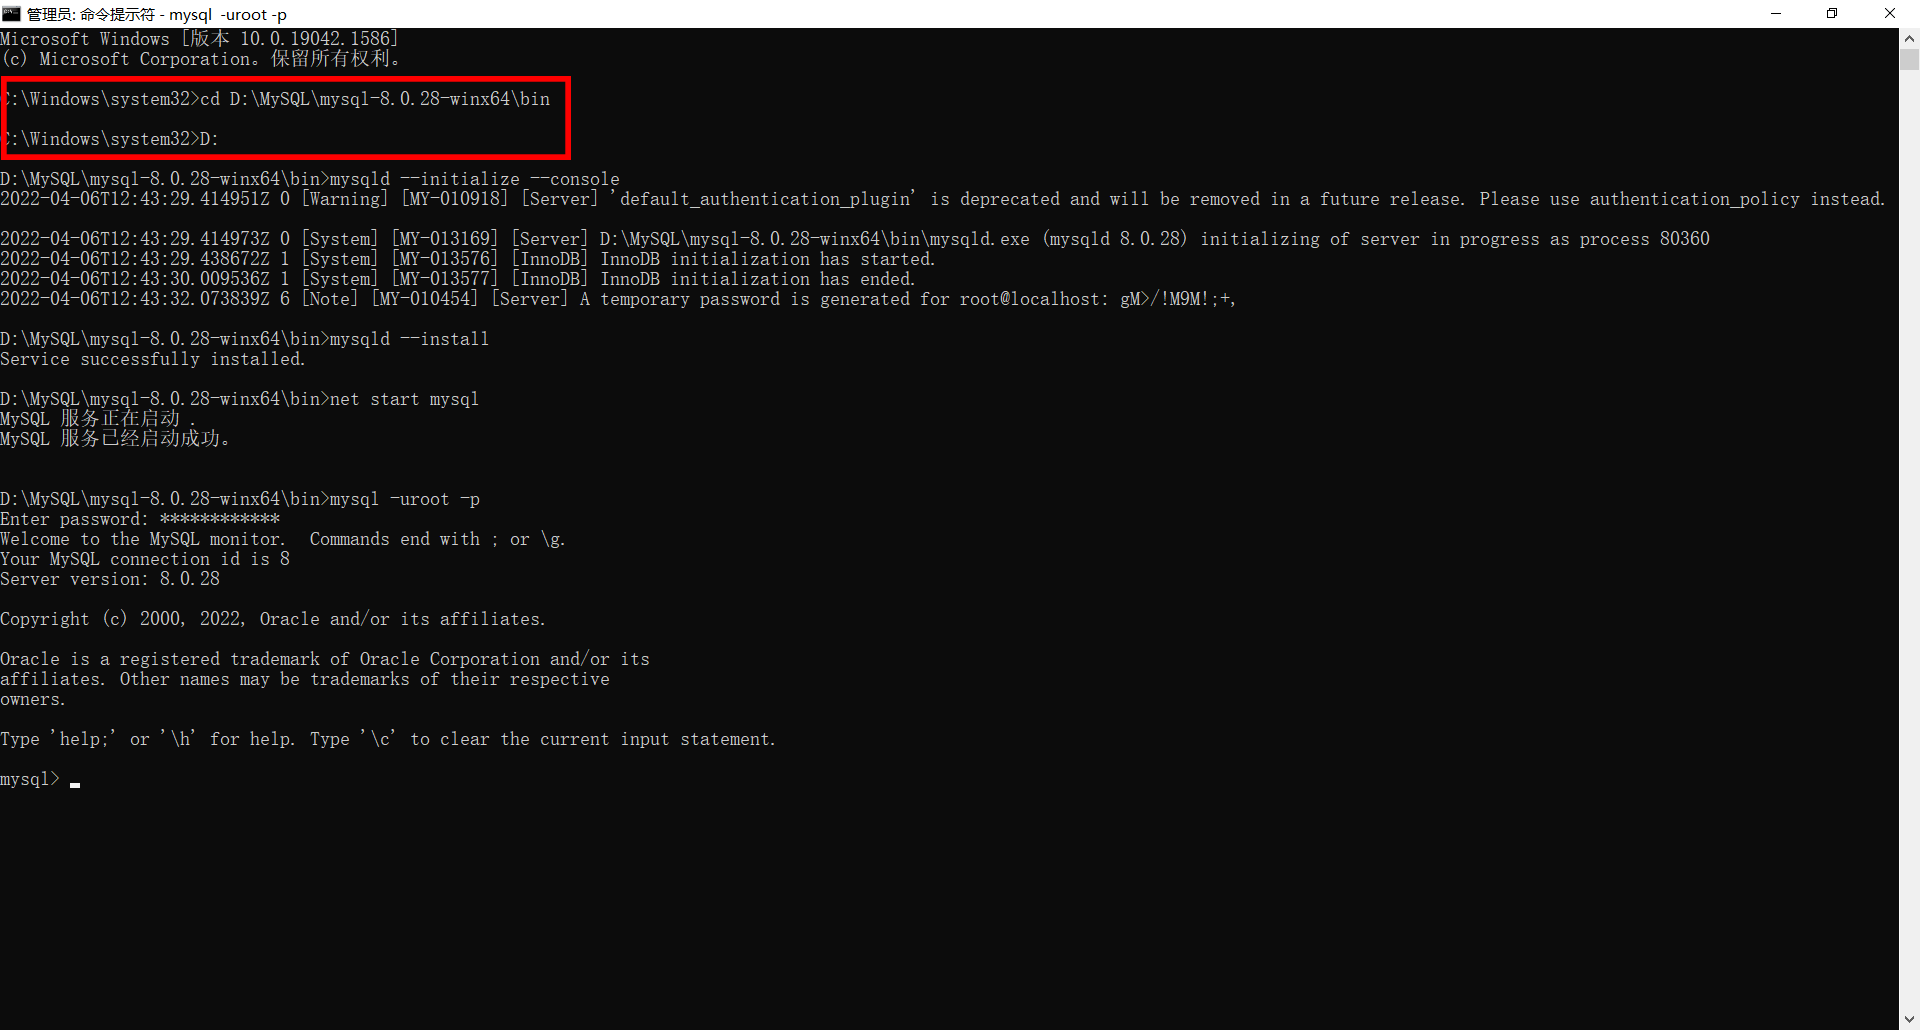 管理员: 命令提示符 - mysql  -uroot -p
Microsoft Windows [版本 10.0.19042.1586]
(c) Microsoft Corporation。保留所有权利。
C:\Windows\system32>cd D:\MySQL\mysql-8.0.28-winx64\bin
C:\Windows\system32>D:
D:\MySQL\mysql-8.0.28-winx64\bin>mysqld --initialize --console
2022-04-06T12:43:29.414951Z 0 [Warning] [MY-010918] [Server] 'default_authentication_plugin' is deprecated and will be removed in a future release. Please use authentication_policy instead.
2022-04-06T12:43:29.414973Z 0 [System] [MY-013169] [Server] D:\MySQL\mysql-8.0.28-winx64\bin\mysqld.exe (mysqld 8.0.28) initializing of server in progress as process 80360
2022-04-06T12:43:29.438672Z 1 [System] [MY-013576] [InnoDB] InnoDB initialization has started.
2022-04-06T12:43:30.009536Z 1 [System] [MY-013577] [InnoDB] InnoDB initialization has ended.
2022-04-06T12:43:32.073839Z 6 [Note] [MY-010454] [Server] A temporary password is generated for root@localhost: gM>/!M9M!;+,
D:\MySQL\mysql-8.0.28-winx64\bin>mysqld --install
Service successfully installed.
D:\MySQL\mysql-8.0.28-winx64\bin>net start mysql
MySQL 服务正在启动 .
MySQL 服务已经启动成功。
D:\MySQL\mysql-8.0.28-winx64\bin>mysql -uroot -p
Enter password: ************
Welcome to the MySQL monitor.  Commands end with ; or \g.
Your MySQL connection id is 8
Server version: 8.0.28
Copyright (c) 2000, 2022, Oracle and/or its affiliates.
Oracle is a registered trademark of Oracle Corporation and/or its
affiliates. Other names may be trademarks of their respective
owners.
Type 'help;' or '\h' for help. Type '\c' to clear the current input statement.
mysql>